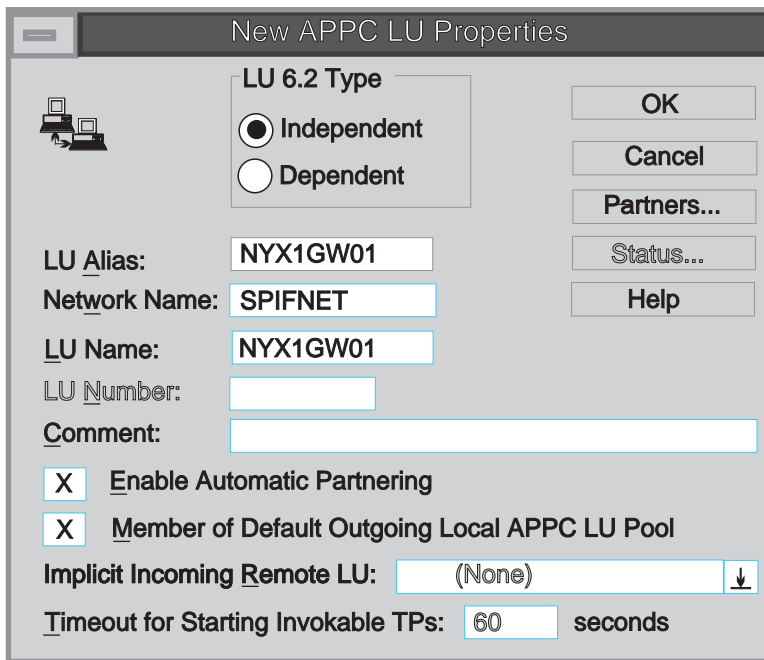 New APPC LU Properties
LU 6.2 Type
Independent
Dependent
OK
Cancel
Partners...
Status...
Help
LU Alias: NYX1GW01
Network Name: SPIFNET
LU Name: NYX1GW01
LU Number:
Comment:
X Enable Automatic Partnering
X Member of Default Outgoing Local APPC LU Pool
Implicit Incoming Remote LU: (None)
Timeout for Starting Invokable TPs: 60 seconds